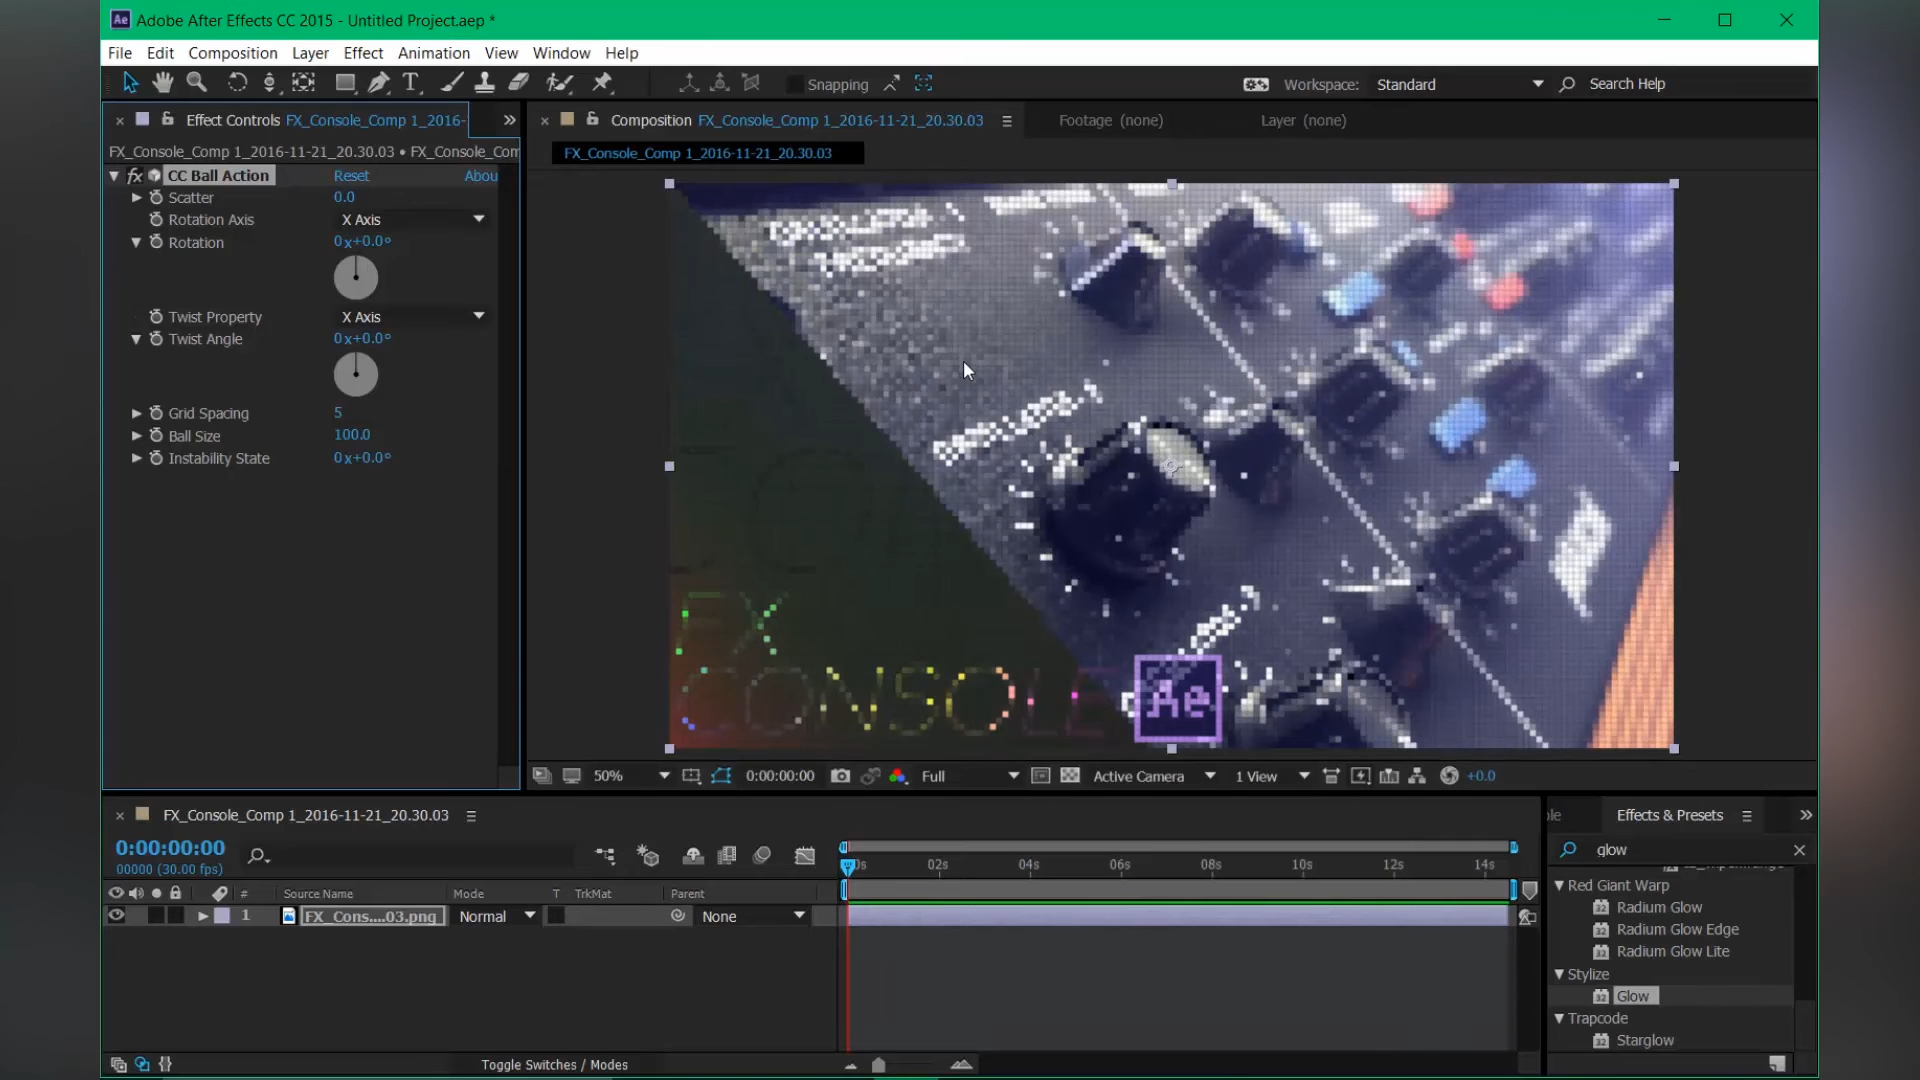 Ae Adobe After Effects CC 2015 - Untitled Project.aep *
File Edit Composition Layer Effect Animation View Window Help
Snapping
Workspace: Standard Search Help
Effect Controls FX_Console_Comp 1_2016-
Composition FX_Console_Comp 1_2016-11-21_20.30.03
Footage (none)
Layer (none)
FX_Console_Comp 1_2016-11-21_20.30.03 • FX_Console_Com
FX_Console_Comp 1_2016-11-21_20.30.03
fx CC Ball Action Reset Abou
Scatter 0.0
Rotation Axis X Axis
Rotation 0x+0.0°
Twist Property X Axis
Twist Angle 0x+0.0°
Grid Spacing 5
Ball Size 100.0
Instability State 0x+0.0°
FX
CONSOLE
Ae
50% 0:00:00:00 Full Active Camera 1 View +0.0
FX_Console_Comp 1_2016-11-21_20.30.03
0:00:00:00
00000 (30.00 fps)
02s 04s 06s 08s 10s 12s 14s
# Source Name Mode T TrkMat Parent
1 FX_Cons....03.png Normal None
Toggle Switches / Modes
Effects & Presets
glow
Red Giant Warp
32 Radium Glow
32 Radium Glow Edge
32 Radium Glow Lite
Stylize
32 Glow
Trapcode
32 Starglow